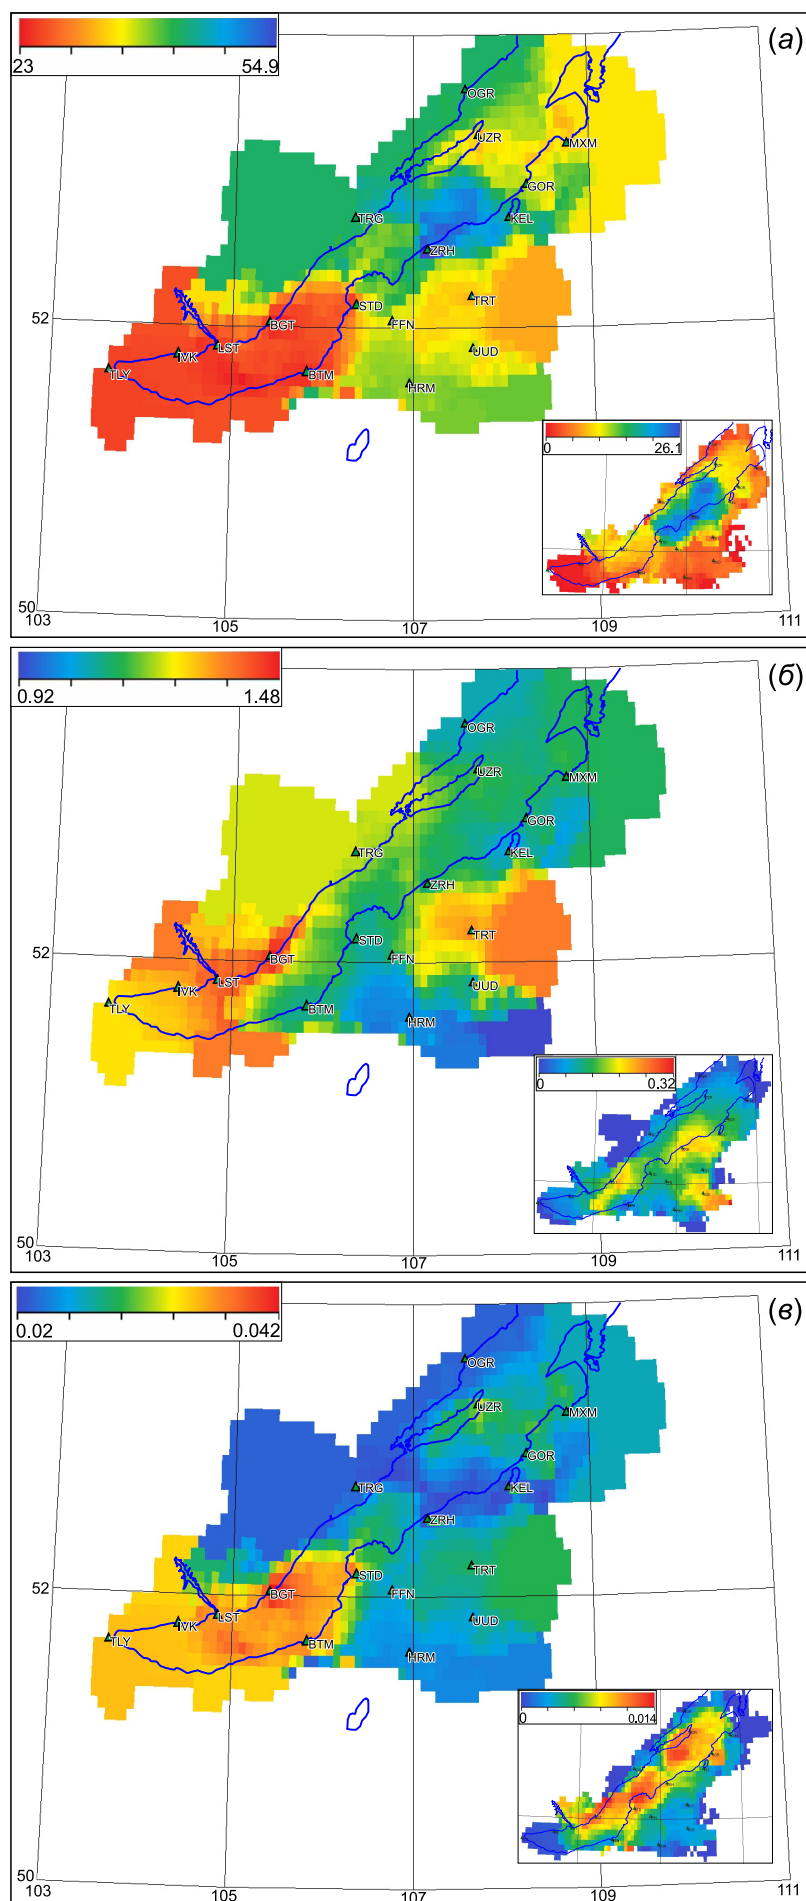 23 54.9
(а)
OGR
UZR
MXM
GOR
TRG
KEL
ZRH
STD
TRT
52
BGT
FFN
LST
IVK
UUD
TLY
BTM
HRM
0 26.1
50
103 105 107 109 111
0.92 1.48
(б)
OGR
UZR
MXM
GOR
TRG
KEL
ZRH
TRT
STD
52
BGT
FFN
LST
UUD
IVK
TLY
BTM
HRM
0 0.32
50
103 105 107 109 111
0.02 0.042
(в)
OGR
UZR
MXM
GOR
TRG
KEL
ZRH
TRT
STD
52
BGT
FFN
LST
UUD
IVK
TLY
BTM
HRM
0 0.014
50
103 105 107 109 111